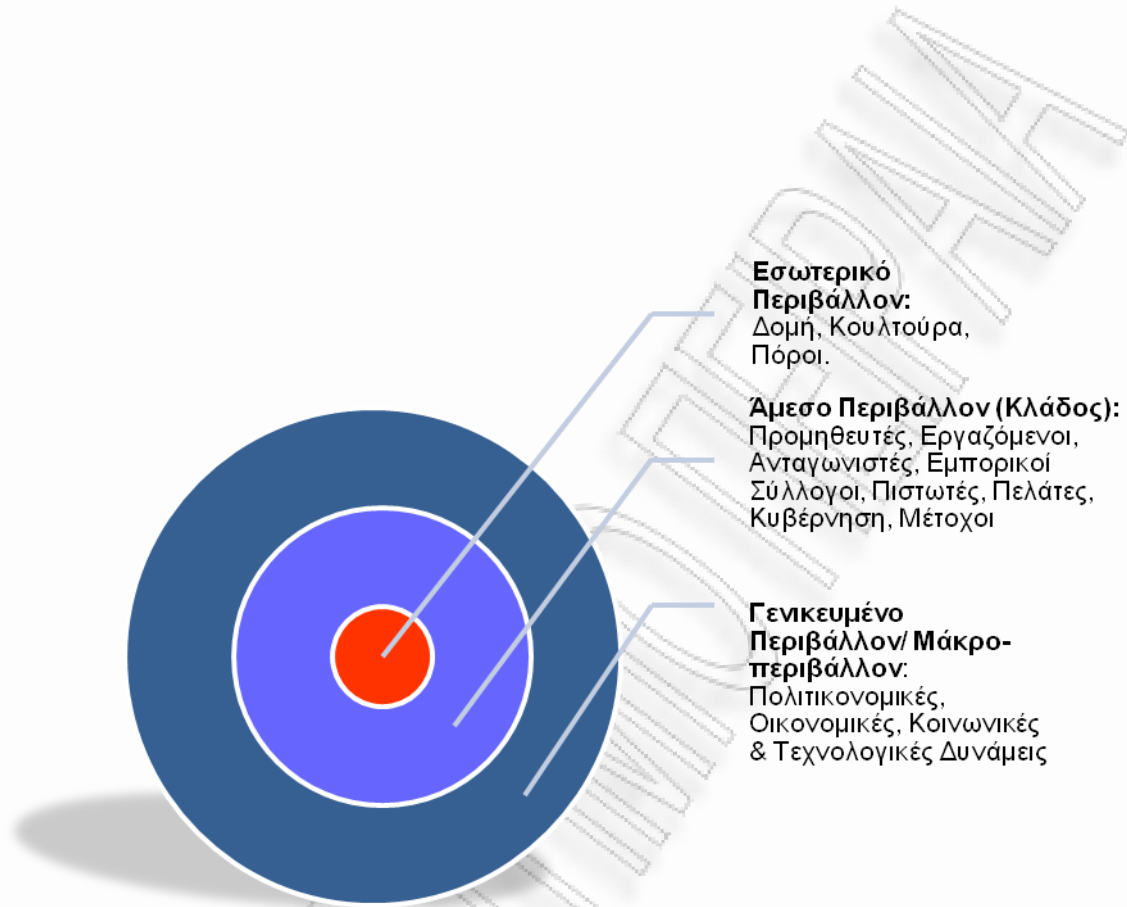 Εσωτερικό
Περιβάλλον:
Δομή, Κουλτούρα,
Πόροι.
Άμεσο Περιβάλλον (Κλάδος):
Προμηθευτές, Εργαζόμενοι,
Ανταγωνιστές, Εμπορικοί
Σύλλογοι, Πιστωτές, Πελάτες,
Κυβέρνηση, Μέτοχοι
Γενικευμένο
Περιβάλλον/ Μάκρο-
περιβάλλον:
Πολιτικονομικές,
Οικονομικές, Κοινωνικές
& Τεχνολογικές Δυνάμεις